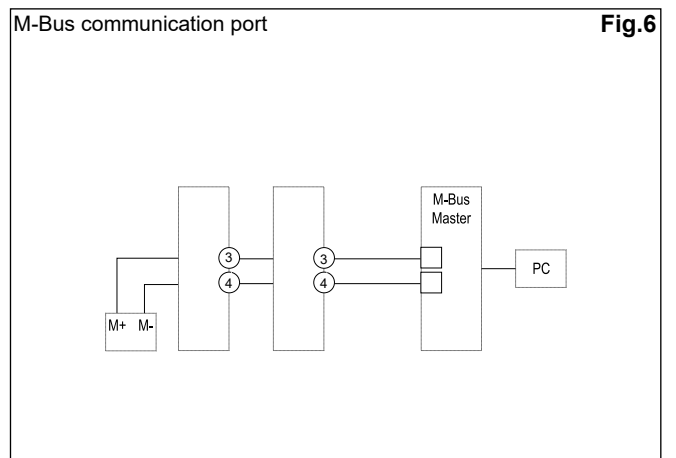 M-Bus communication port
Fig.6
M-Bus
Master
3
3
4
4
PC
M+ M-